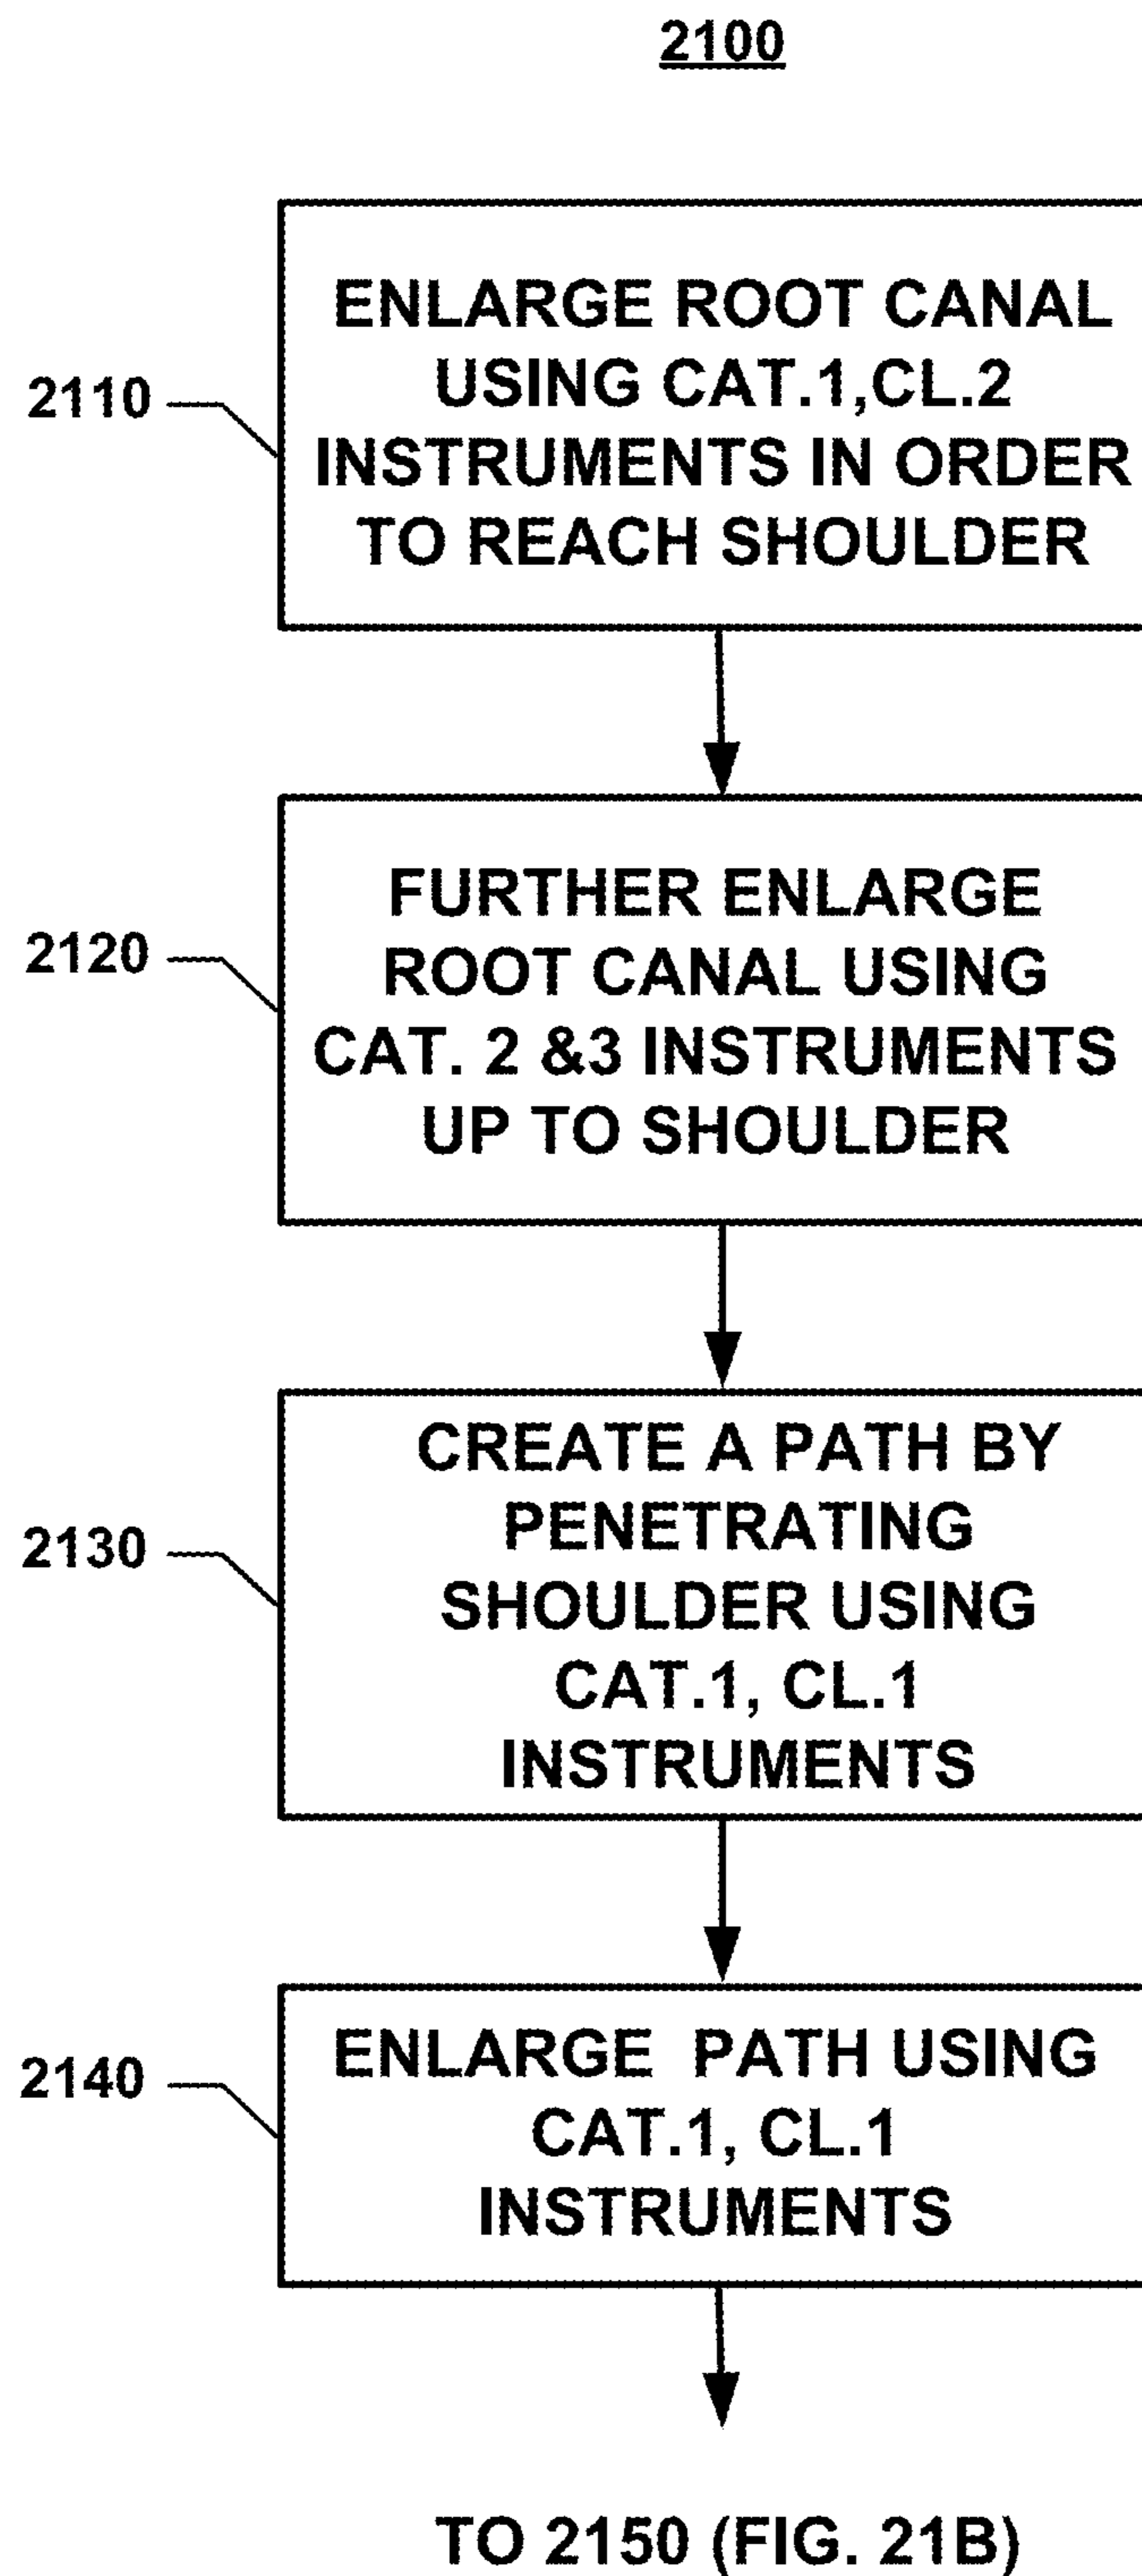 2100
ENLARGE ROOT CANAL
USING CAT.1,CL.2
INSTRUMENTS IN ORDER
TO REACH SHOULDER
2110
FURTHER ENLARGE
ROOT CANAL USING
CAT. 2 &3 INSTRUMENTS
UP TO SHOULDER
2120
CREATE A PATH BY
PENETRATING
SHOULDER USING
CAT.1, CL.1
INSTRUMENTS
2130
ENLARGE PATH USING
CAT.1, CL.1
INSTRUMENTS
2140
TO 2150 (FIG. 21B)